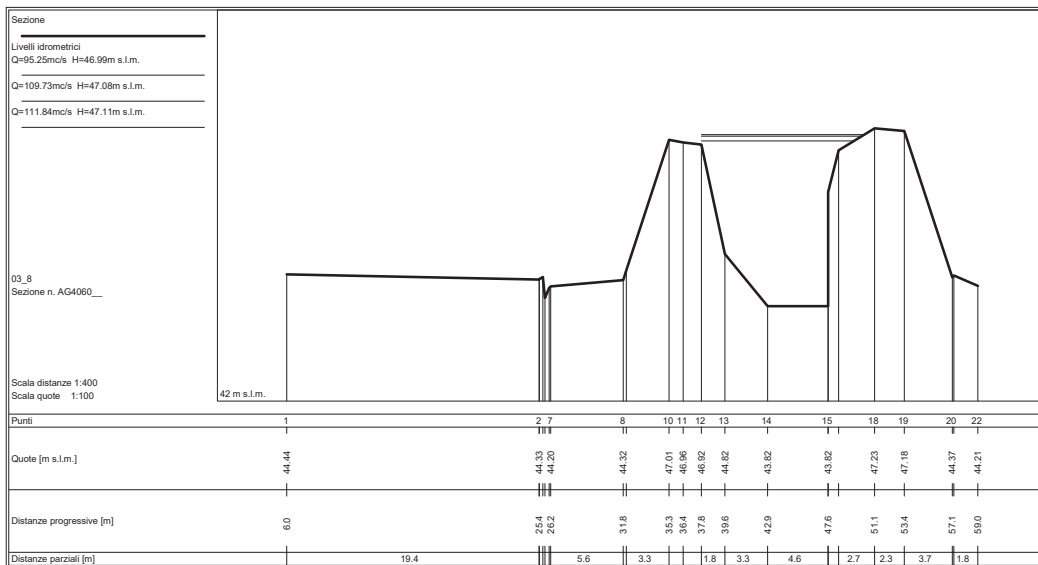 Sezione
Livelli idrometrici
Q=95.25mc/s H=46.99m s.l.m.
Q=109.73mc/s H=47.08m s.l.m.
Q=111.84mc/s H=47.11m s.l.m.
03_8
Sezione n. AG4060__
Scala distanze 1:400
Scala quote 1:100
42 m s.l.m.
Punti 1 2 7 8 10 11 12 13 14 15 18 19 20 22
Quote [m s.l.m.] 44.44 44.33 44.20 44.32 47.01 46.96 46.92 44.82 43.82 43.82 47.23 47.18 44.37 44.21
Distanze progressive [m] 6.0 25.4 26.2 31.8 35.3 36.4 37.8 39.6 42.9 47.6 51.1 53.4 57.1 59.0
Distanze parziali [m] 19.4 5.6 3.3 1.8 3.3 4.6 2.7 2.3 3.7 1.8